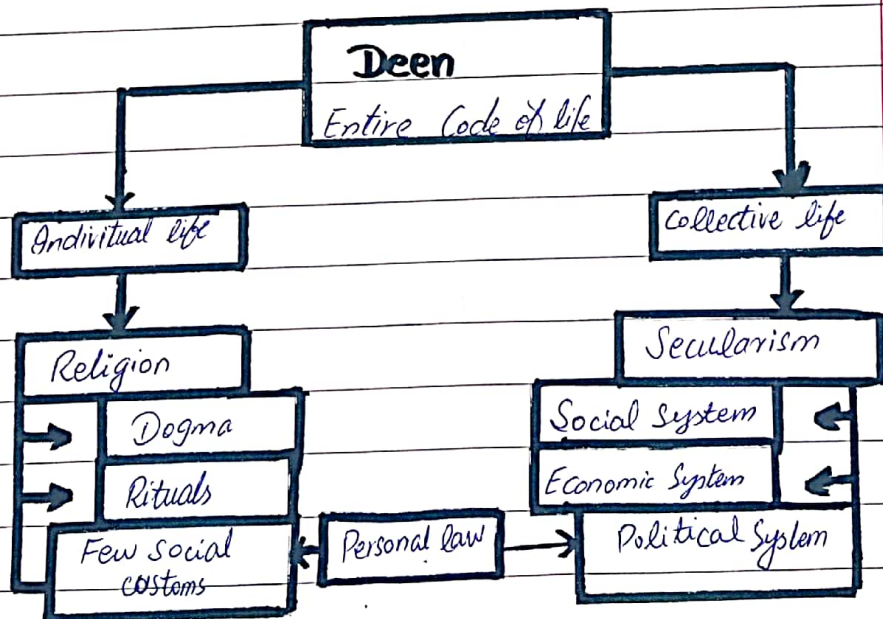 Deen
Entire Code of life
Andivitual life
Collective life
Religion
Secularism
Dogma
Social System
Rituals
Economic System
Few social
customs
Personal law
Political System